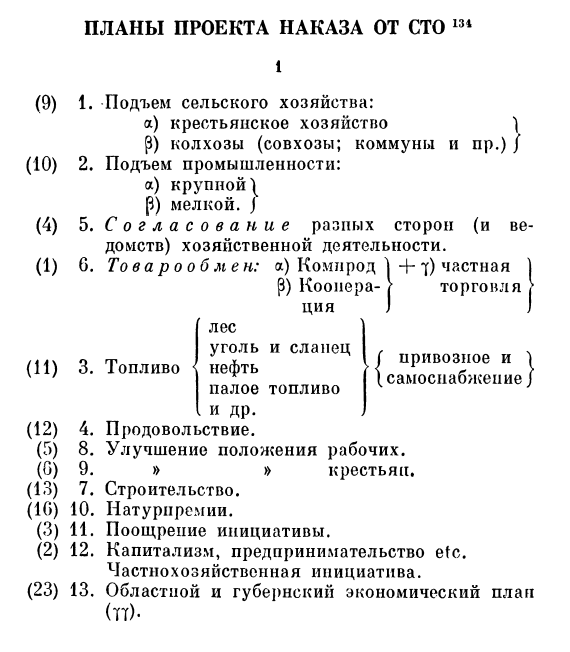 ПЛАНЫ ПРОЕКТА НАКАЗА ОТ СТО 134
1
(9) 1. Подъем сельского хозяйства:
α) крестьянское хозяйство }
β) колхозы (совхозы; коммуны и пр.)
(10) 2. Подъем промышленности:
α) крупной }
β) мелкой.
(4) 5. Согласование разных сторон (и ве-
домств) хозяйственной деятельности.
(1) 6. Товарообмен: α) Компрод } + γ) частная }
β) Коопера- торговля
ция
{ лес
уголь и сланец
(11) 3. Топливо нефть } { привозное и }
палое топливо самоснабжение
и др.
(12) 4. Продовольствие.
(5) 8. Улучшение положения рабочих.
(6) 9. » » крестьян.
(13) 7. Строительство.
(16) 10. Натурпремии.
(3) 11. Поощрение инициативы.
(2) 12. Капитализм, предпринимательство etc.
Частнохозяйственная инициатива.
(23) 13. Областной и губернский экономический план
(γγ).